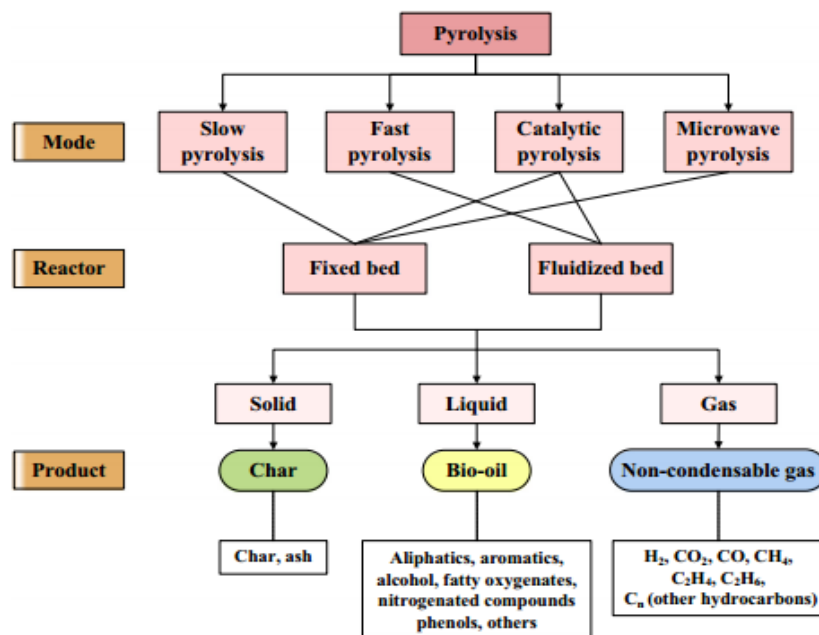 Pyrolysis
Mode
Slow
pyrolysis
Fast
pyrolysis
Catalytic
pyrolysis
Microwave
pyrolysis
Reactor
Fixed bed
Fluidized bed
Solid
Liquid
Gas
Product
Char
Bio-oil
Non-condensable gas
Char, ash
Aliphatics, aromatics,
alcohol, fatty oxygenates,
nitrogenated compounds
phenols, others
H₂, CO₂, CO, CH₄,
C₂H₄, C₂H₆,
Cₙ (other hydrocarbons)